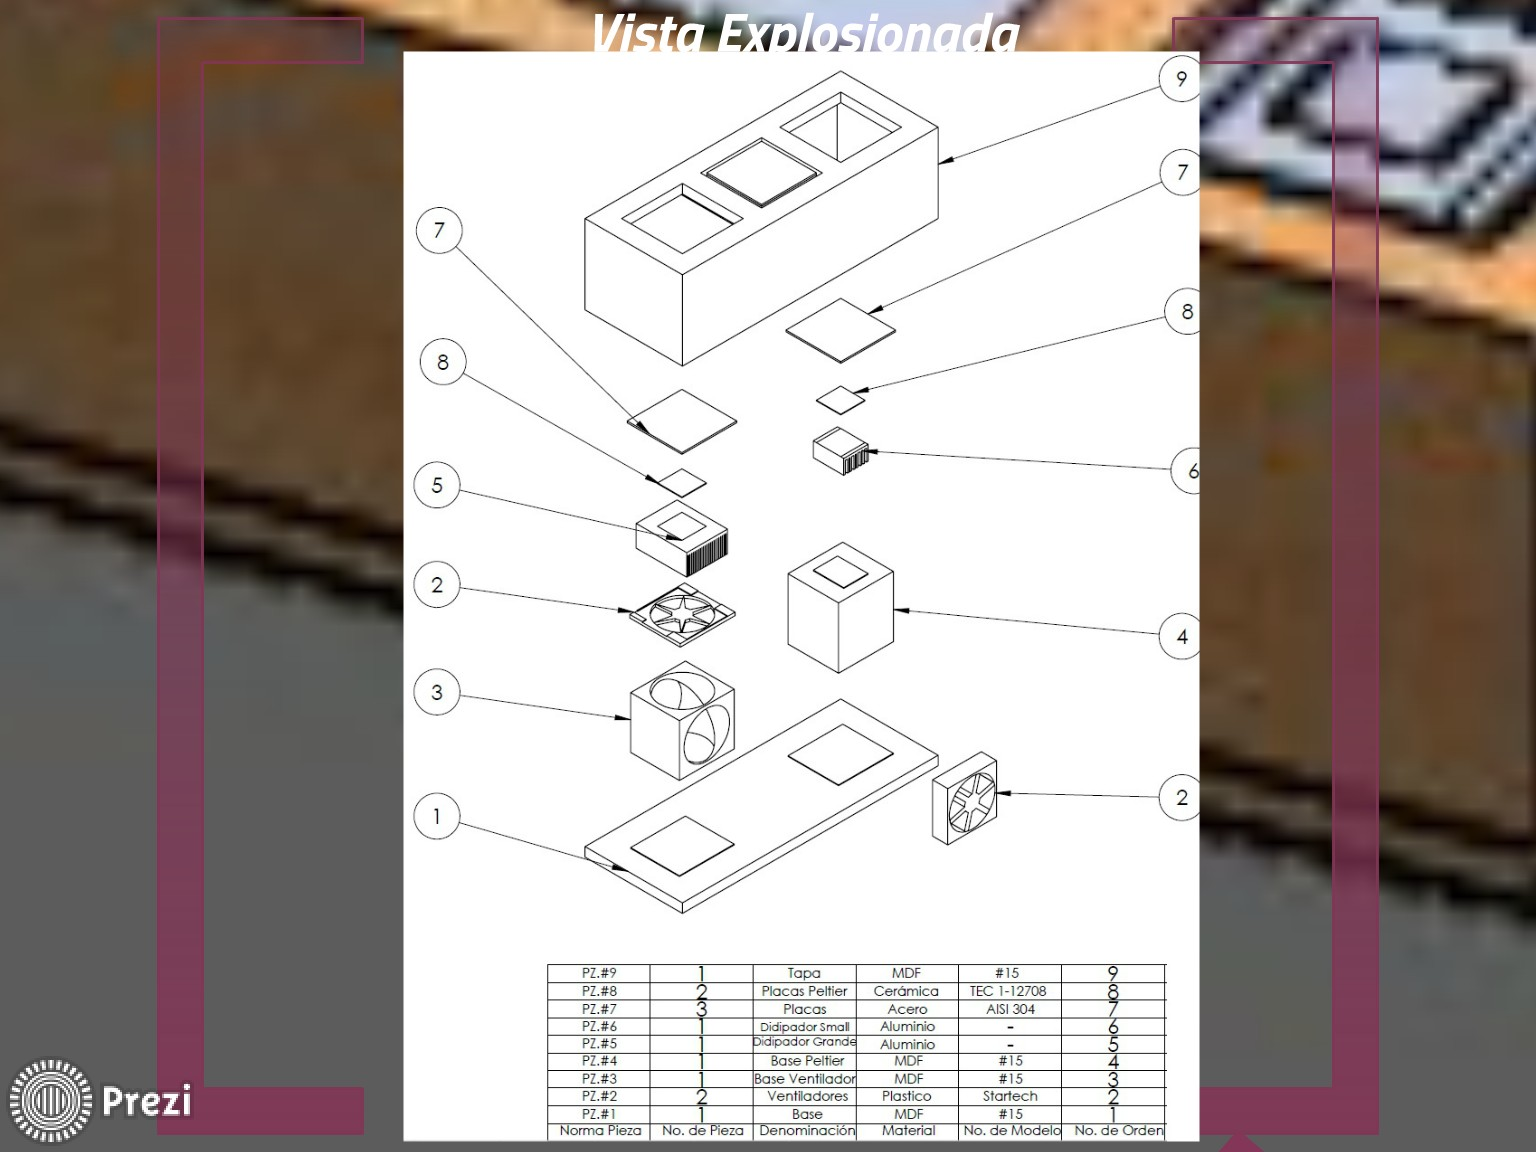 Vista Explosionada
9
7
7
8
8
6
5
2
4
3
2
1
PZ.#9 1 Tapa MDF #15 9
PZ.#8 2 Placas Peltier Cerámica TEC 1-12708 8
PZ.#7 3 Placas Acero AISI 304 7
PZ.#6 1 Didipador Small Aluminio - 6
PZ.#5 1 Didipador Grande Aluminio - 5
PZ.#4 1 Base Peltier MDF #15 4
PZ.#3 1 Base Ventilador MDF #15 3
PZ.#2 2 Ventiladores Plastico Startech 2
PZ.#1 1 Base MDF #15 1
Norma Pieza No. de Pieza Denominación Material No. de Modelo No. de Orden
Prezi